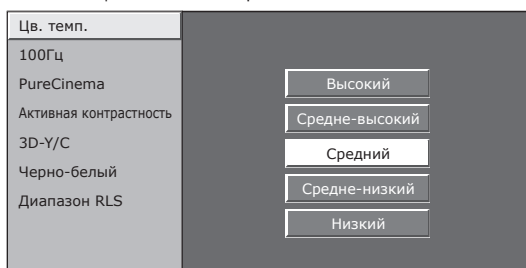 Цв. темп.
100Гц
PureCinema
Активная контрастность
3D-Y/C
Черно-белый
Диапазон RLS
Высокий
Средне-высокий
Средний
Средне-низкий
Низкий